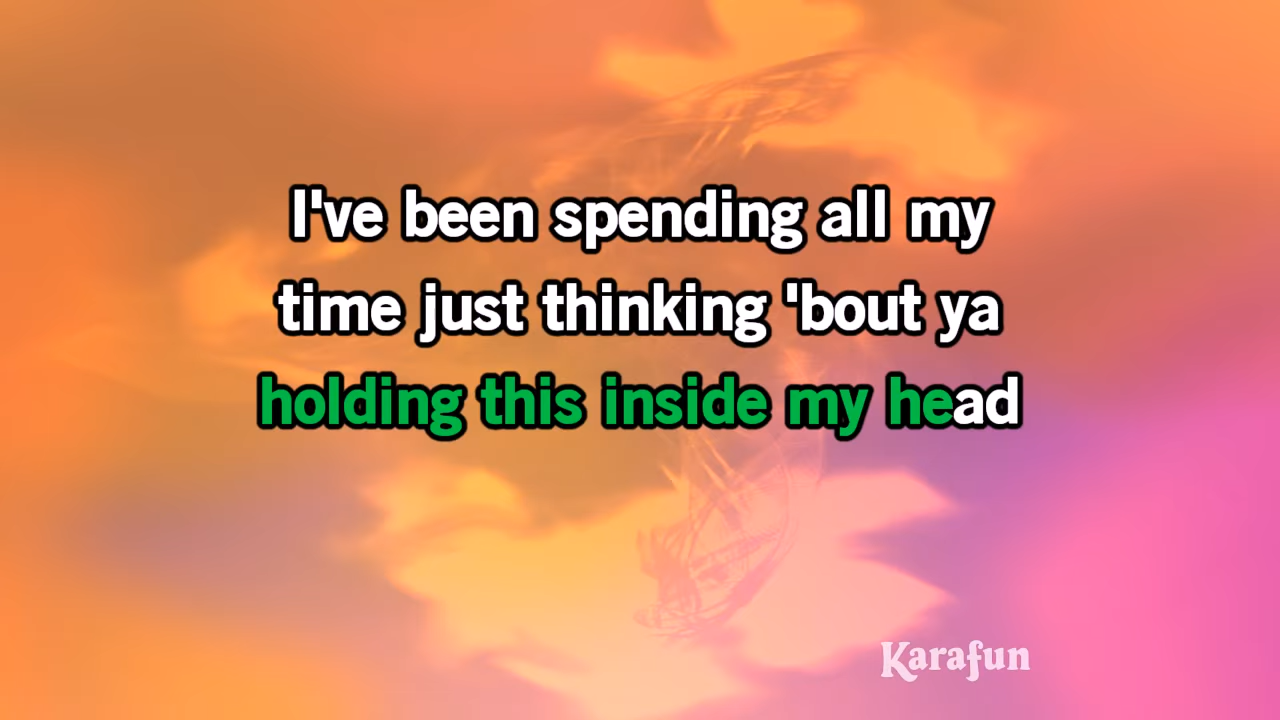 I've been spending all my
time just thinking 'bout ya
holding this inside my head
Karafun